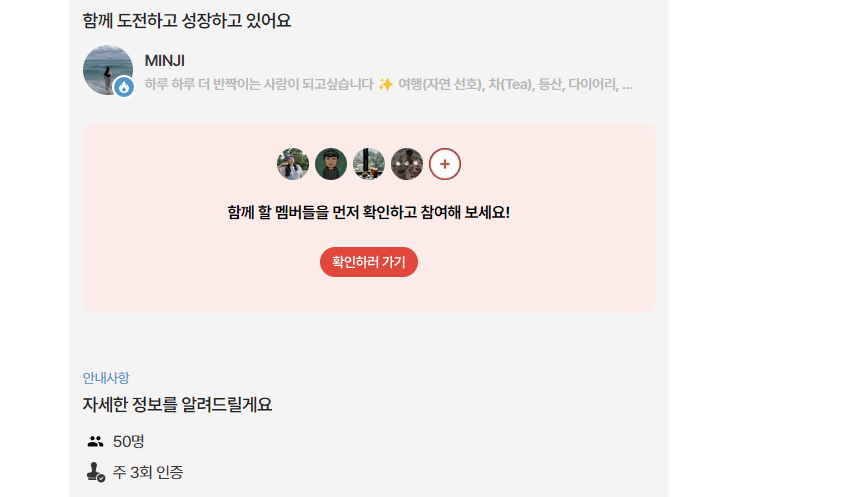 함께 도전하고 성장하고 있어요
MINJI
하루 하루 더 반짝이는 사람이 되고싶습니다 ✨ 여행(자연 선호), 차(Tea), 등산, 다이어리, ...
함께 할 멤버들을 먼저 확인하고 참여해 보세요!
확인하러 가기
안내사항
자세한 정보를 알려드릴게요
50명
주 3회 인증